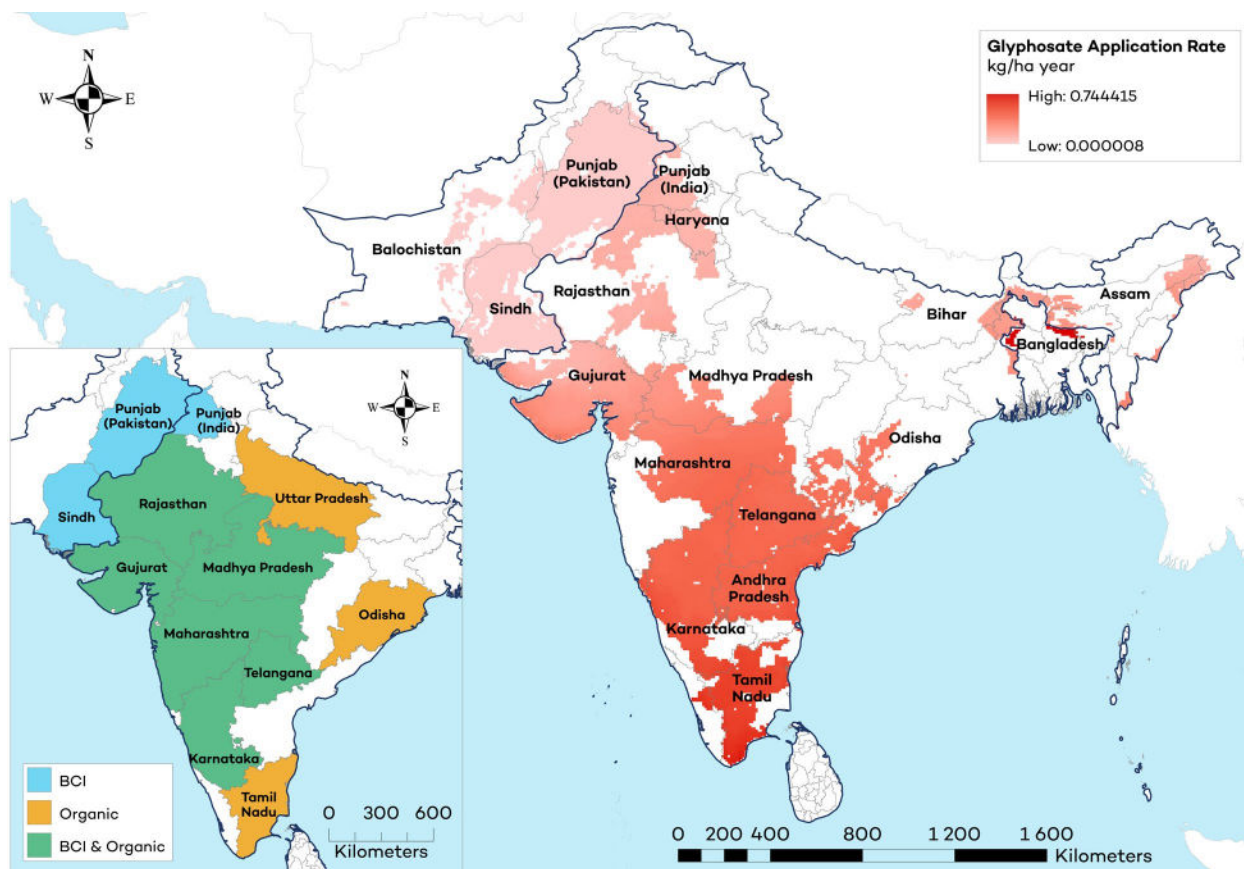 N
W E
S
Glyphosate Application Rate
kg/ha year
High: 0.744415
Low: 0.000008
Punjab
(Pakistan)
Punjab
(India)
Haryana
Balochistan
Rajasthan
Sindh
Bihar
Assam
Bangladesh
Gujurat
Madhya Pradesh
Odisha
Maharashtra
Telangana
Andhra
Pradesh
Karnataka
Tamil
Nadu
0 200 400 800 1 200 1 600
Kilometers
N
W E
S
Punjab
(Pakistan)
Punjab
(India)
Rajasthan
Uttar Pradesh
Sindh
Gujurat
Madhya Pradesh
Odisha
Maharashtra
Telangana
Karnataka
Tamil
Nadu
BCI
Organic
BCI & Organic
0 300 600
Kilometers